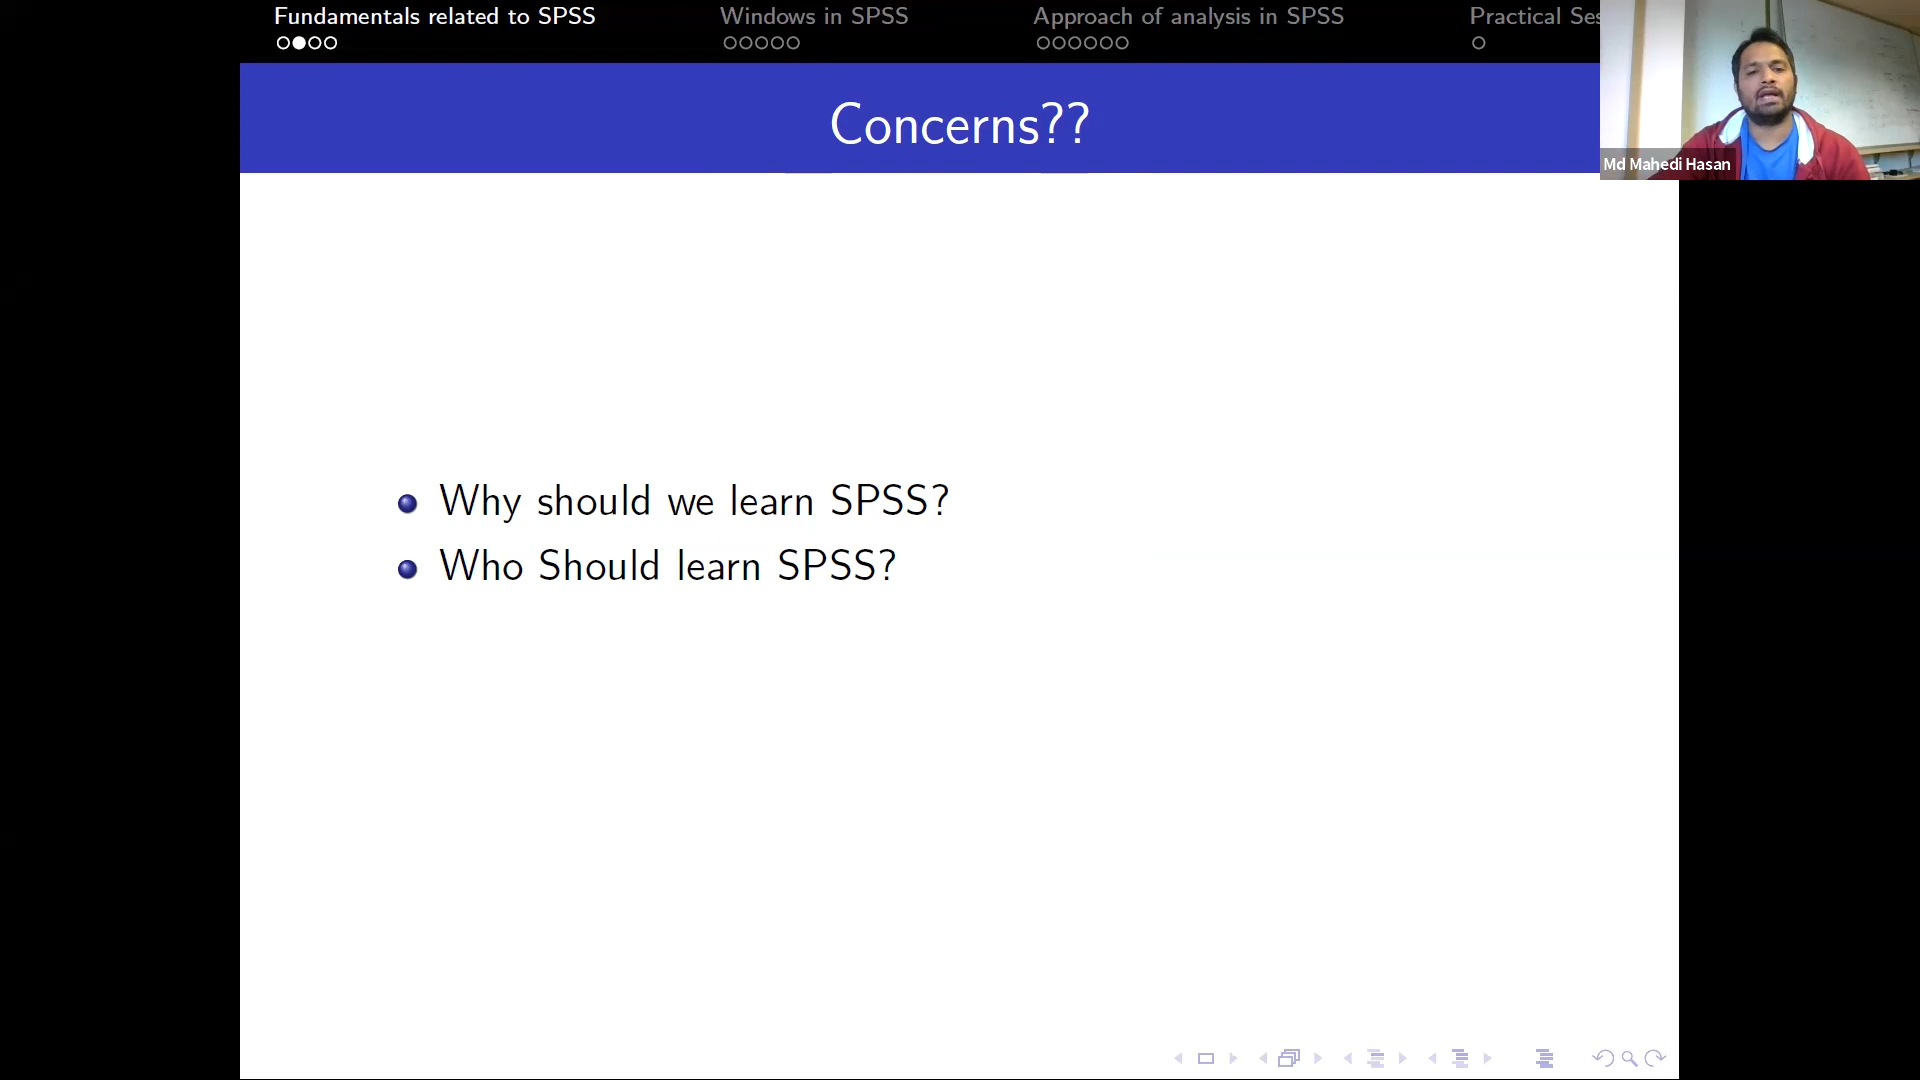 Fundamentals related to SPSS
Windows in SPSS
Approach of analysis in SPSS
Practical Ses
Concerns??
Md Mahedi Hasan
Why should we learn SPSS?
Who Should learn SPSS?